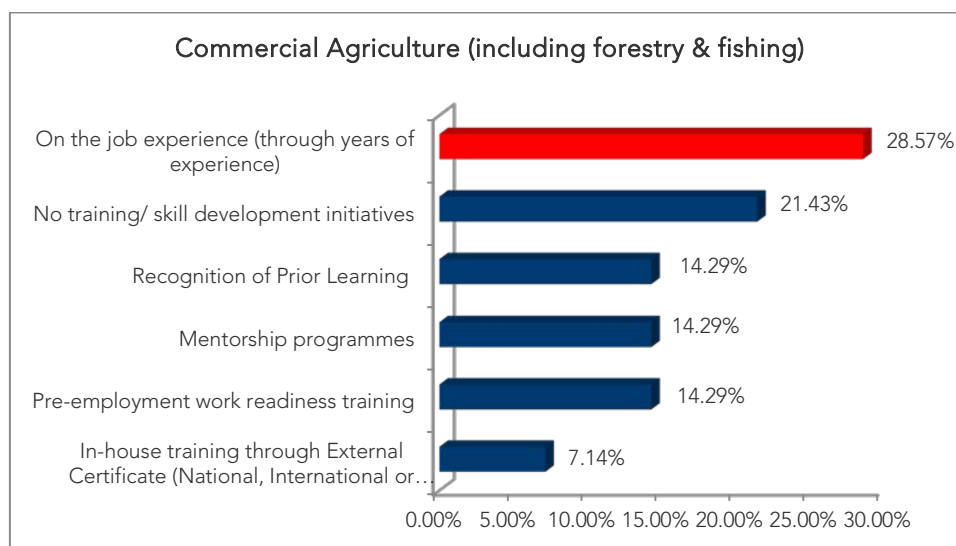 Commercial Agriculture (including forestry & fishing)
On the job experience (through years of
experience)
28.57%
No training/ skill development initiatives
21.43%
Recognition of Prior Learning
14.29%
Mentorship programmes
14.29%
Pre-employment work readiness training
14.29%
In-house training through External
Certificate (National, International or…
7.14%
0.00% 5.00% 10.00% 15.00% 20.00% 25.00% 30.00%